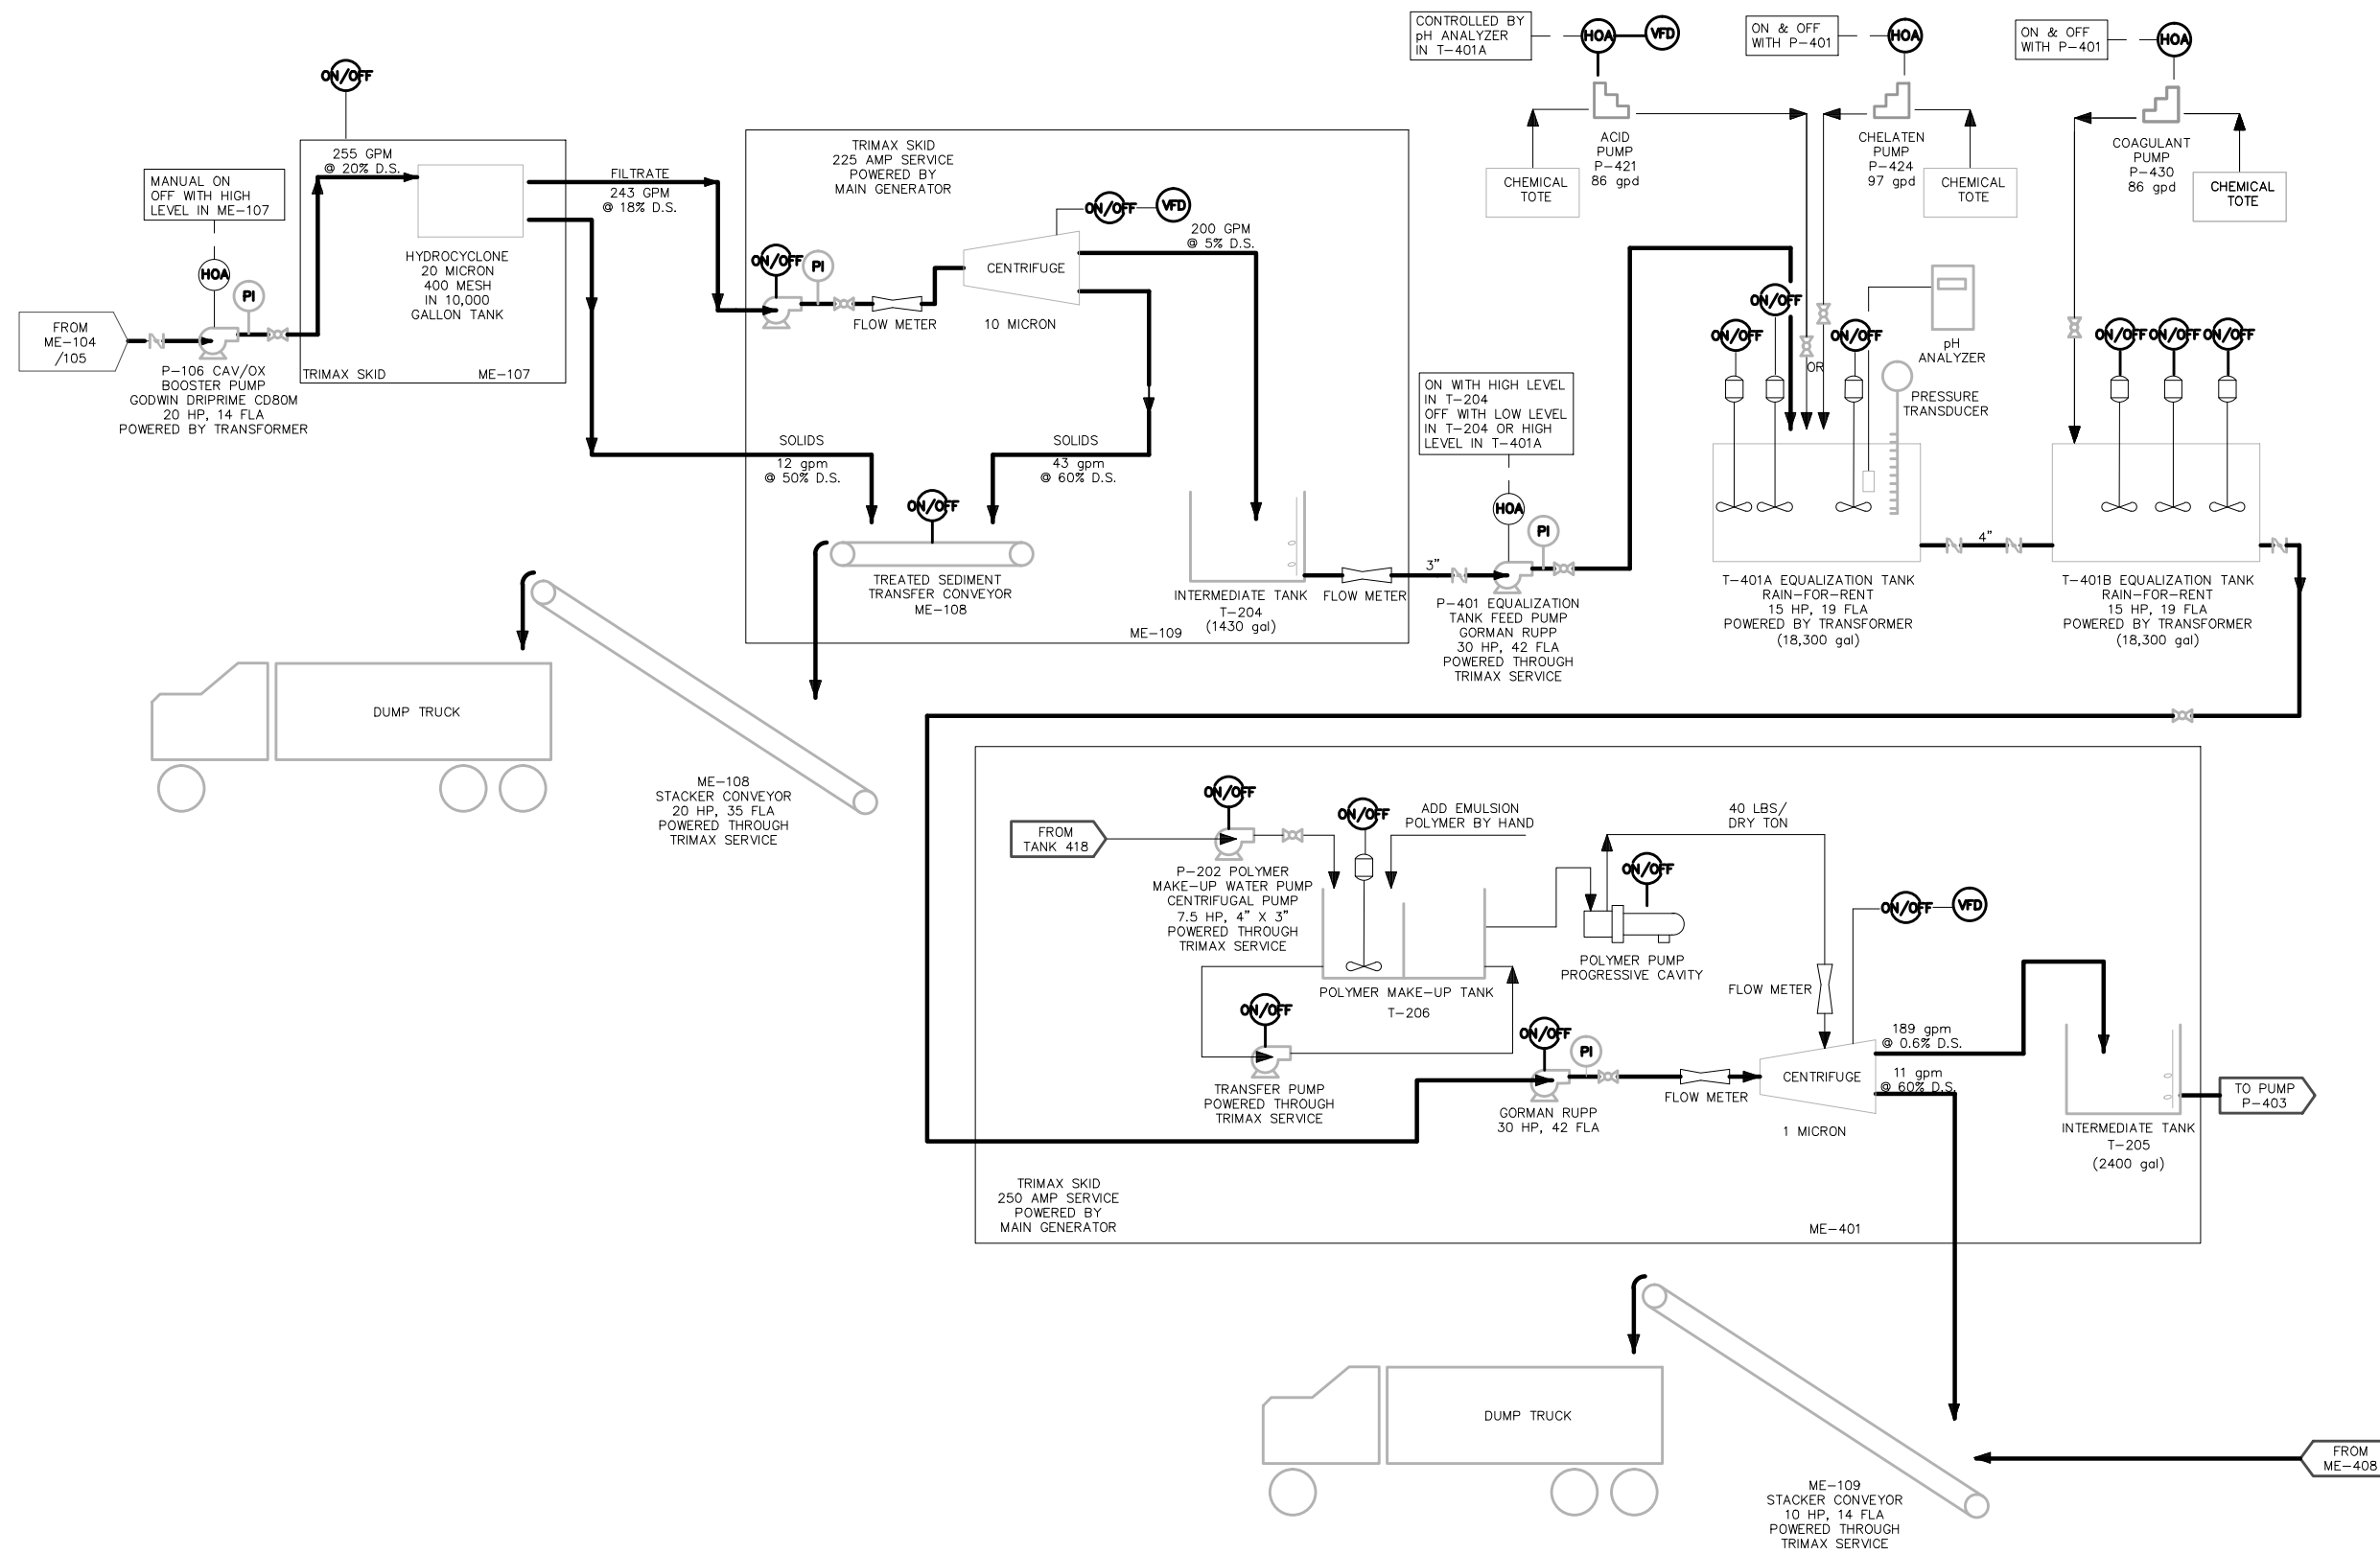 CONTROLLED BY
pH ANALYZER
IN T-401A
HOA
VFD
ON & OFF
WITH P-401
HOA
ON & OFF
WITH P-401
HOA
ON/OFF
255 GPM
@ 20% D.S.
MANUAL ON
OFF WITH HIGH
LEVEL IN ME-107
HOA
PI
FROM
ME-104
/105
P-106 CAV/OX
BOOSTER PUMP
GODWIN DRIPRIME CD80M
20 HP, 14 FLA
POWERED BY TRANSFORMER
HYDROCYCLONE
20 MICRON
400 MESH
IN 10,000
GALLON TANK
TRIMAX SKID
ME-107
FILTRATE
243 GPM
@ 18% D.S.
TRIMAX SKID
225 AMP SERVICE
POWERED BY
MAIN GENERATOR
ON/OFF
PI
FLOW METER
ON/OFF
VFD
CENTRIFUGE
10 MICRON
200 GPM
@ 5% D.S.
SOLIDS
12 gpm
@ 50% D.S.
SOLIDS
43 gpm
@ 60% D.S.
ON/OFF
TREATED SEDIMENT
TRANSFER CONVEYOR
ME-108
INTERMEDIATE TANK
T-204
(1430 gal)
ME-109
FLOW METER
3"
ON WITH HIGH LEVEL
IN T-204
OFF WITH LOW LEVEL
IN T-204 OR HIGH
LEVEL IN T-401A
HOA
PI
P-401 EQUALIZATION
TANK FEED PUMP
GORMAN RUPP
30 HP, 42 FLA
POWERED THROUGH
TRIMAX SERVICE
CHEMICAL
TOTE
ACID
PUMP
P-421
86 gpd
CHELATEN
PUMP
P-424
97 gpd
CHEMICAL
TOTE
COAGULANT
PUMP
P-430
86 gpd
CHEMICAL
TOTE
ON/OFF
ON/OFF
ON/OFF
OR
pH
ANALYZER
PRESSURE
TRANSDUCER
ON/OFF
ON/OFF
ON/OFF
4"
T-401A EQUALIZATION TANK
RAIN-FOR-RENT
15 HP, 19 FLA
POWERED BY TRANSFORMER
(18,300 gal)
T-401B EQUALIZATION TANK
RAIN-FOR-RENT
15 HP, 19 FLA
POWERED BY TRANSFORMER
(18,300 gal)
DUMP TRUCK
ME-108
STACKER CONVEYOR
20 HP, 35 FLA
POWERED THROUGH
TRIMAX SERVICE
FROM
TANK 418
ON/OFF
P-202 POLYMER
MAKE-UP WATER PUMP
CENTRIFUGAL PUMP
7.5 HP, 4" X 3"
POWERED THROUGH
TRIMAX SERVICE
ON/OFF
ADD EMULSION
POLYMER BY HAND
40 LBS/
DRY TON
ON/OFF
POLYMER PUMP
PROGRESSIVE CAVITY
ON/OFF
VFD
POLYMER MAKE-UP TANK
T-206
ON/OFF
TRANSFER PUMP
POWERED THROUGH
TRIMAX SERVICE
ON/OFF
PI
GORMAN RUPP
30 HP, 42 FLA
FLOW METER
FLOW METER
CENTRIFUGE
1 MICRON
189 gpm
@ 0.6% D.S.
11 gpm
@ 60% D.S.
INTERMEDIATE TANK
T-205
(2400 gal)
TO PUMP
P-403
TRIMAX SKID
250 AMP SERVICE
POWERED BY
MAIN GENERATOR
ME-401
DUMP TRUCK
ME-109
STACKER CONVEYOR
10 HP, 14 FLA
POWERED THROUGH
TRIMAX SERVICE
FROM
ME-408